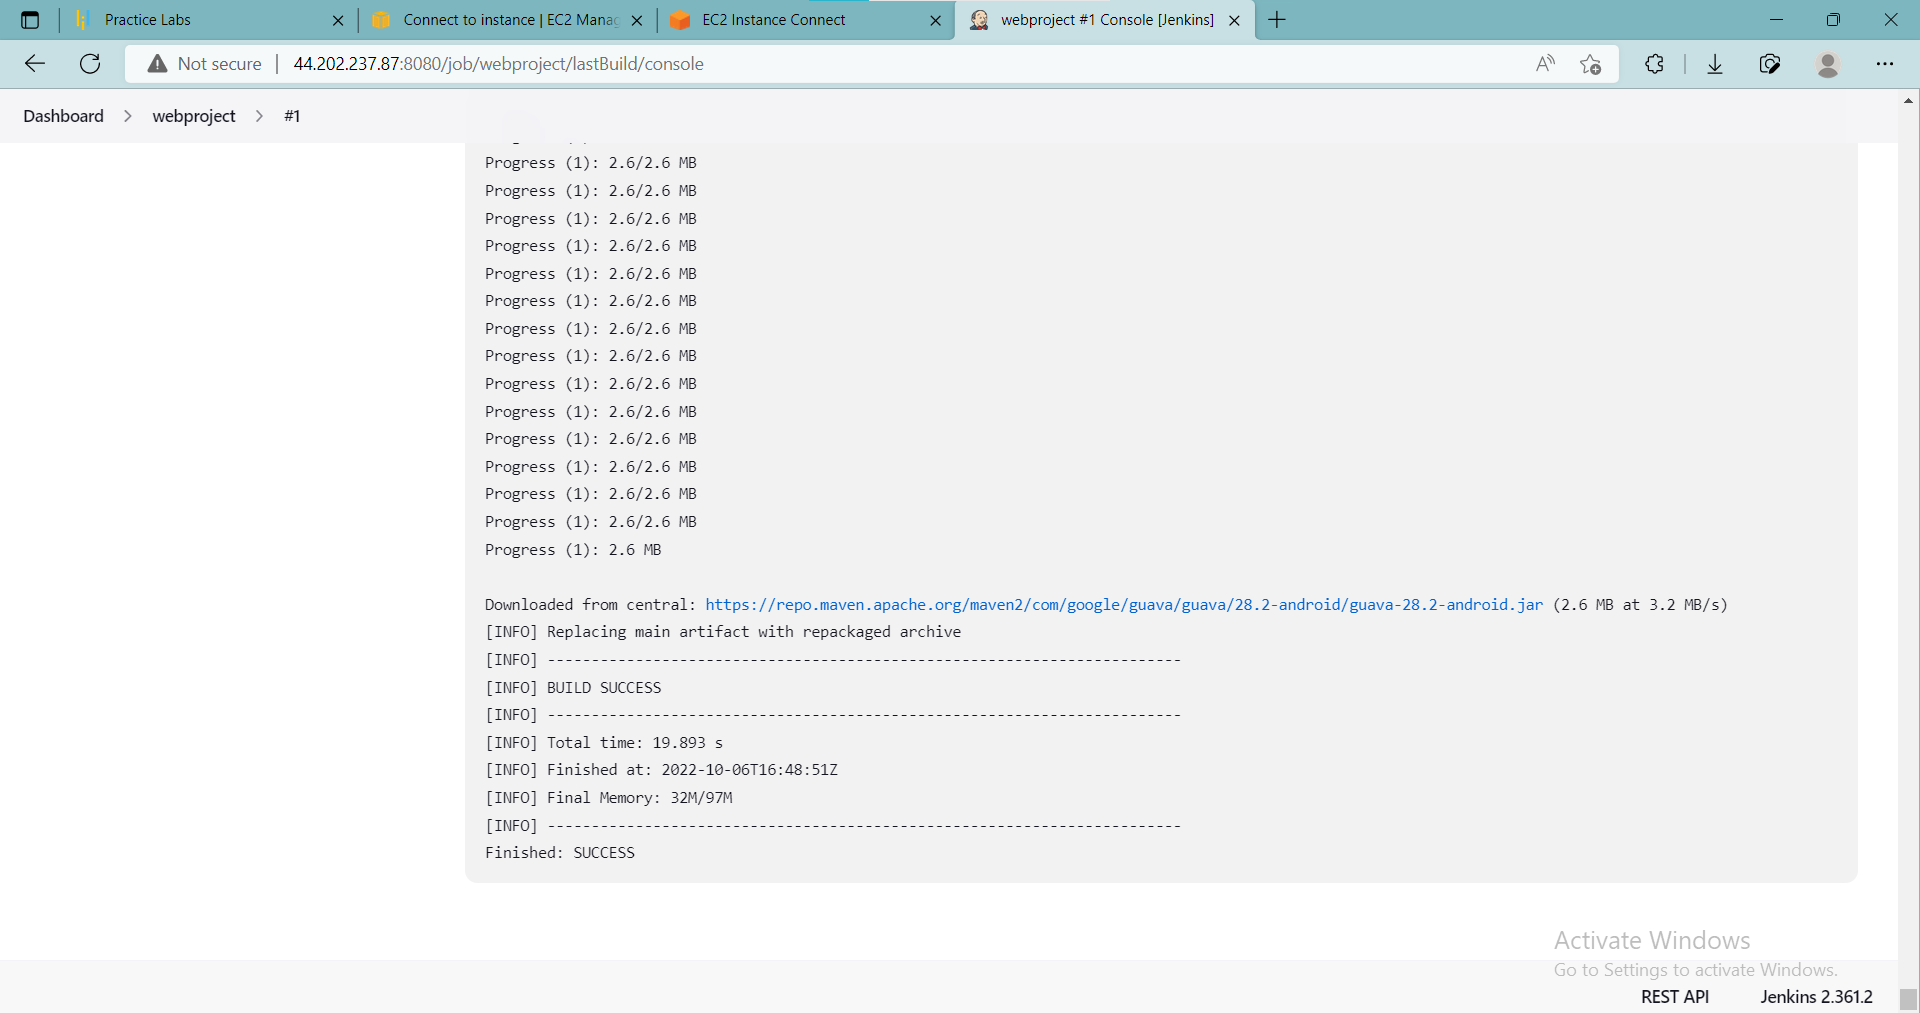 Practice Labs
Connect to instance | EC2 Manag
EC2 Instance Connect
webproject #1 Console [Jenkins]
Not secure
44.202.237.87:8080/job/webproject/lastBuild/console
Dashboard
webproject
#1
Progress (1): 2.6/2.6 MB
Progress (1): 2.6/2.6 MB
Progress (1): 2.6/2.6 MB
Progress (1): 2.6/2.6 MB
Progress (1): 2.6/2.6 MB
Progress (1): 2.6/2.6 MB
Progress (1): 2.6/2.6 MB
Progress (1): 2.6/2.6 MB
Progress (1): 2.6/2.6 MB
Progress (1): 2.6/2.6 MB
Progress (1): 2.6/2.6 MB
Progress (1): 2.6/2.6 MB
Progress (1): 2.6/2.6 MB
Progress (1): 2.6/2.6 MB
Progress (1): 2.6 MB
Downloaded from central: https://repo.maven.apache.org/maven2/com/google/guava/guava/28.2-android/guava-28.2-android.jar (2.6 MB at 3.2 MB/s)
[INFO] Replacing main artifact with repackaged archive
[INFO] ------------------------------------------------------------------------
[INFO] BUILD SUCCESS
[INFO] ------------------------------------------------------------------------
[INFO] Total time: 19.893 s
[INFO] Finished at: 2022-10-06T16:48:51Z
[INFO] Final Memory: 32M/97M
[INFO] ------------------------------------------------------------------------
Finished: SUCCESS
Activate Windows
Go to Settings to activate Windows.
REST API
Jenkins 2.361.2